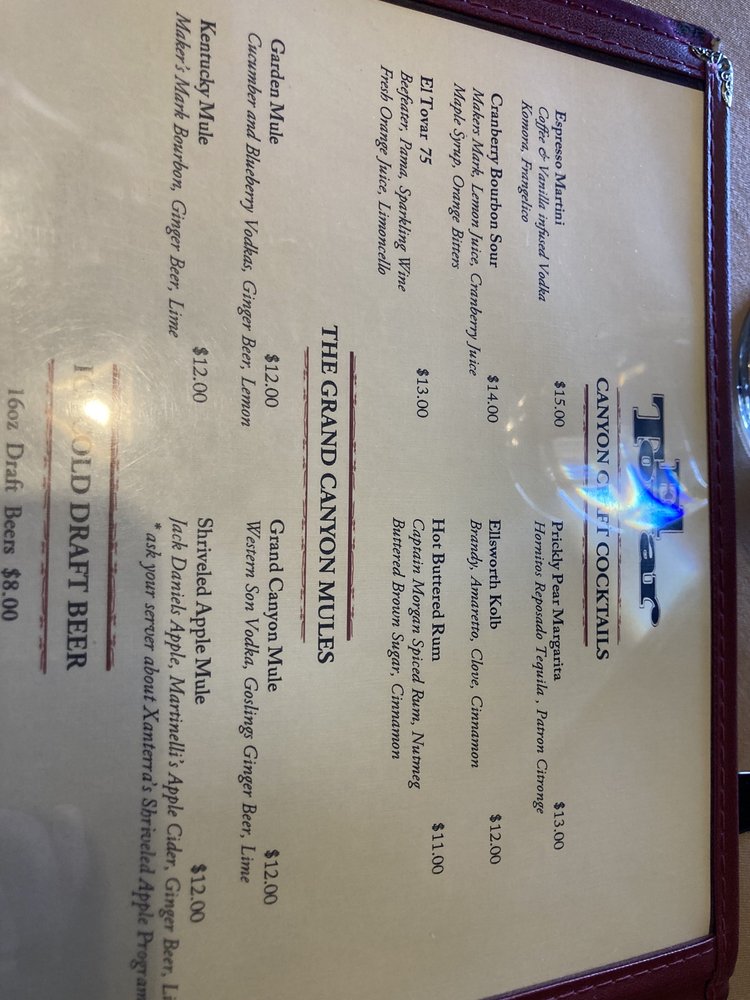 CANYON CRAFT COCKTAILS
Espresso Martini $15.00
Coffee & Vanilla infused Vodka
Komora, Frangelico
Cranberry Bourbon Sour $14.00
Makers Mark, Lemon Juice, Cranberry Juice
Maple Syrup, Orange Bitters
El Tovar 75 $13.00
Beefeater, Pama, Sparkling Wine
Fresh Orange Juice, Limoncello
Prickly Pear Margarita $13.00
Hornitos Reposado Tequila , Patron Citronge
Ellsworth Kolb $12.00
Brandy, Amaretto, Clove, Cinnamon
Hot Buttered Rum $11.00
Captain Morgan Spiced Rum, Nutmeg
Buttered Brown Sugar, Cinnamon
THE GRAND CANYON MULES
Garden Mule $12.00
Cucumber and Blueberry Vodkas, Ginger Beer, Lemon
Kentucky Mule $12.00
Maker's Mark Bourbon, Ginger Beer, Lime
Grand Canyon Mule $12.00
Western Son Vodka, Goslings Ginger Beer, Lime
Shriveled Apple Mule $12.00
Jack Daniels Apple, Martinelli's Apple Cider, Ginger Beer, Li
* ask your server about Xanterra's Shriveled Apple Program
COLD DRAFT BEER
16oz Draft Beers $8.00